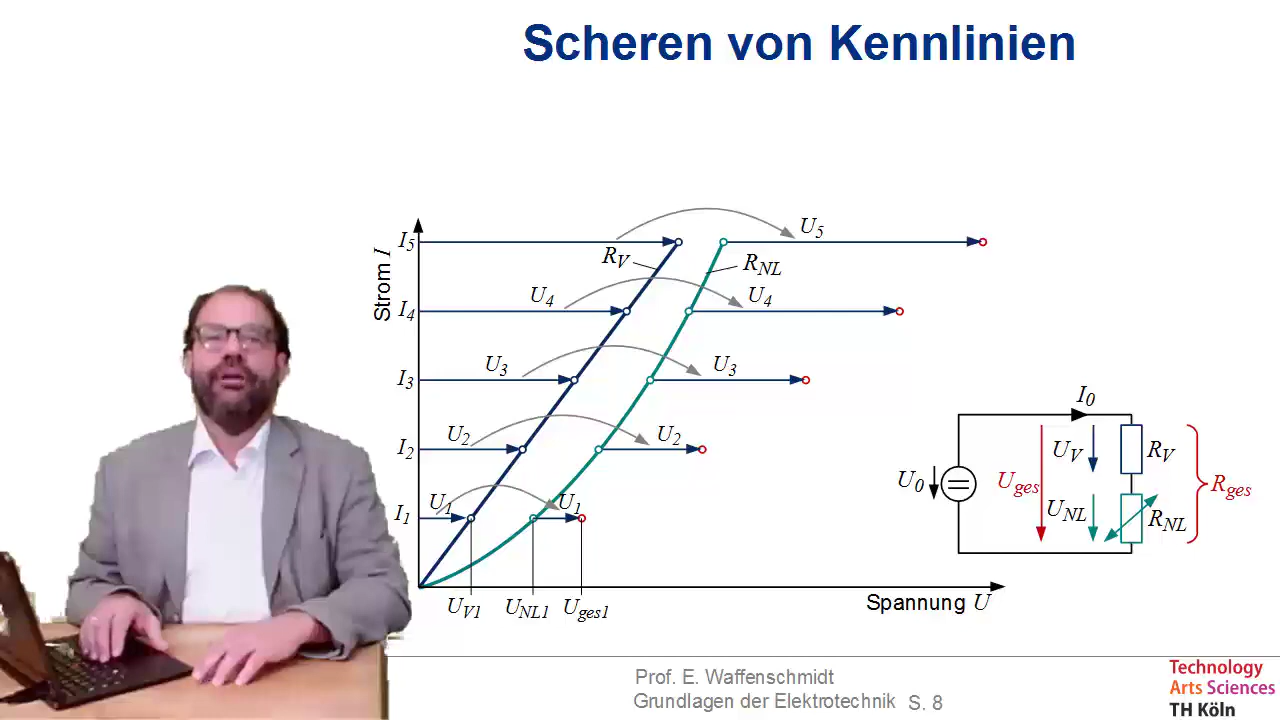 Scheren von Kennlinien
Strom I
I5
U5
RV
RNL
I4
U4
U4
I3
U3
U3
I2
U2
U2
I1
U1
U1
UV1
UNL1
Uges1
Spannung U
I0
U0
Uges
UV
RV
UNL
RNL
Rges
Prof. E. Waffenschmidt
Grundlagen der Elektrotechnik S. 8
Technology
Arts Sciences
TH Köln